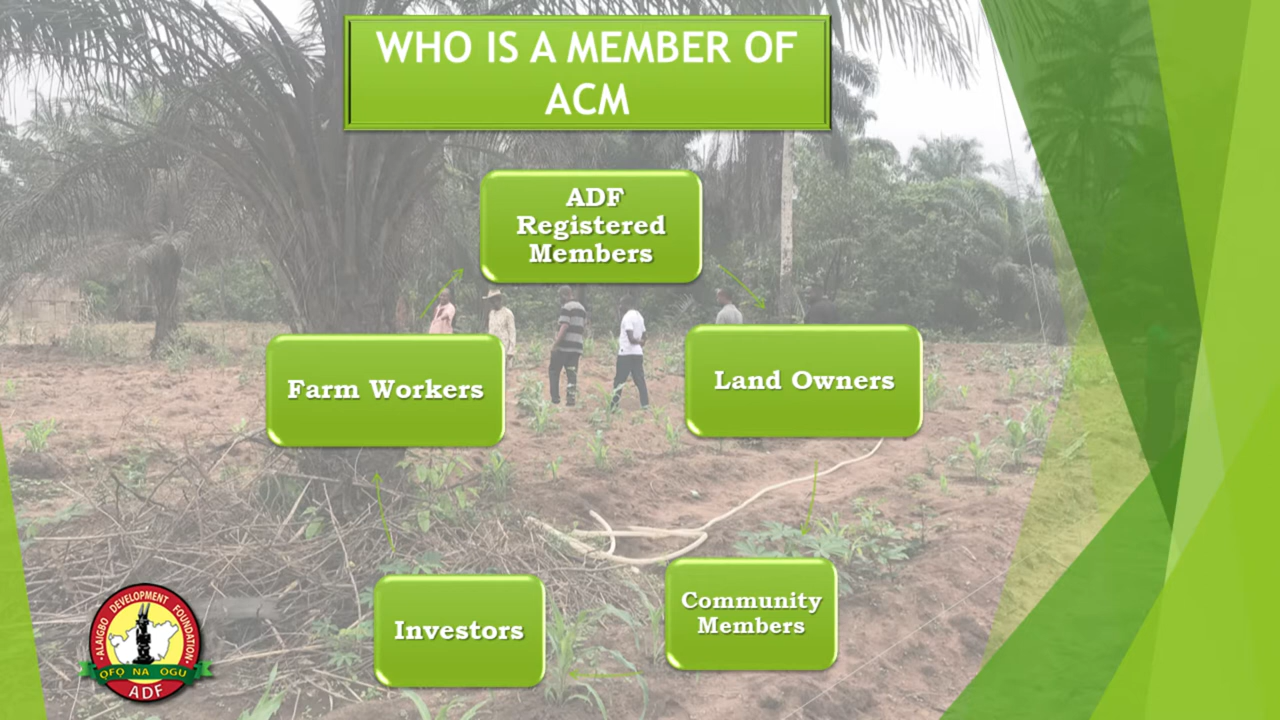 WHO IS A MEMBER OF
ACM
ADF
Registered
Members
Farm Workers
Land Owners
Investors
Community
Members
ALAIGBO DEVELOPMENT FOUNDATION
OFO NA OGU
ADF